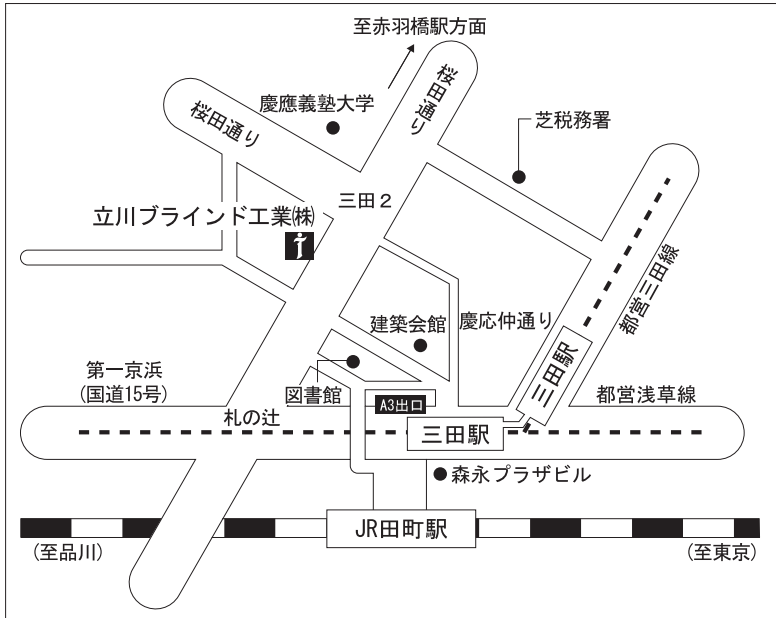 至赤羽橋駅方面
桜田通り
慶應義塾大学
桜田通り
芝税務署
三田2
立川ブラインド工業㈱
都営三田線
建築会館
慶応仲通り
三田駅
第一京浜
(国道15号)
図書館
A3出口
都営浅草線
札の辻
三田駅
森永プラザビル
JR田町駅
(至品川)
(至東京)